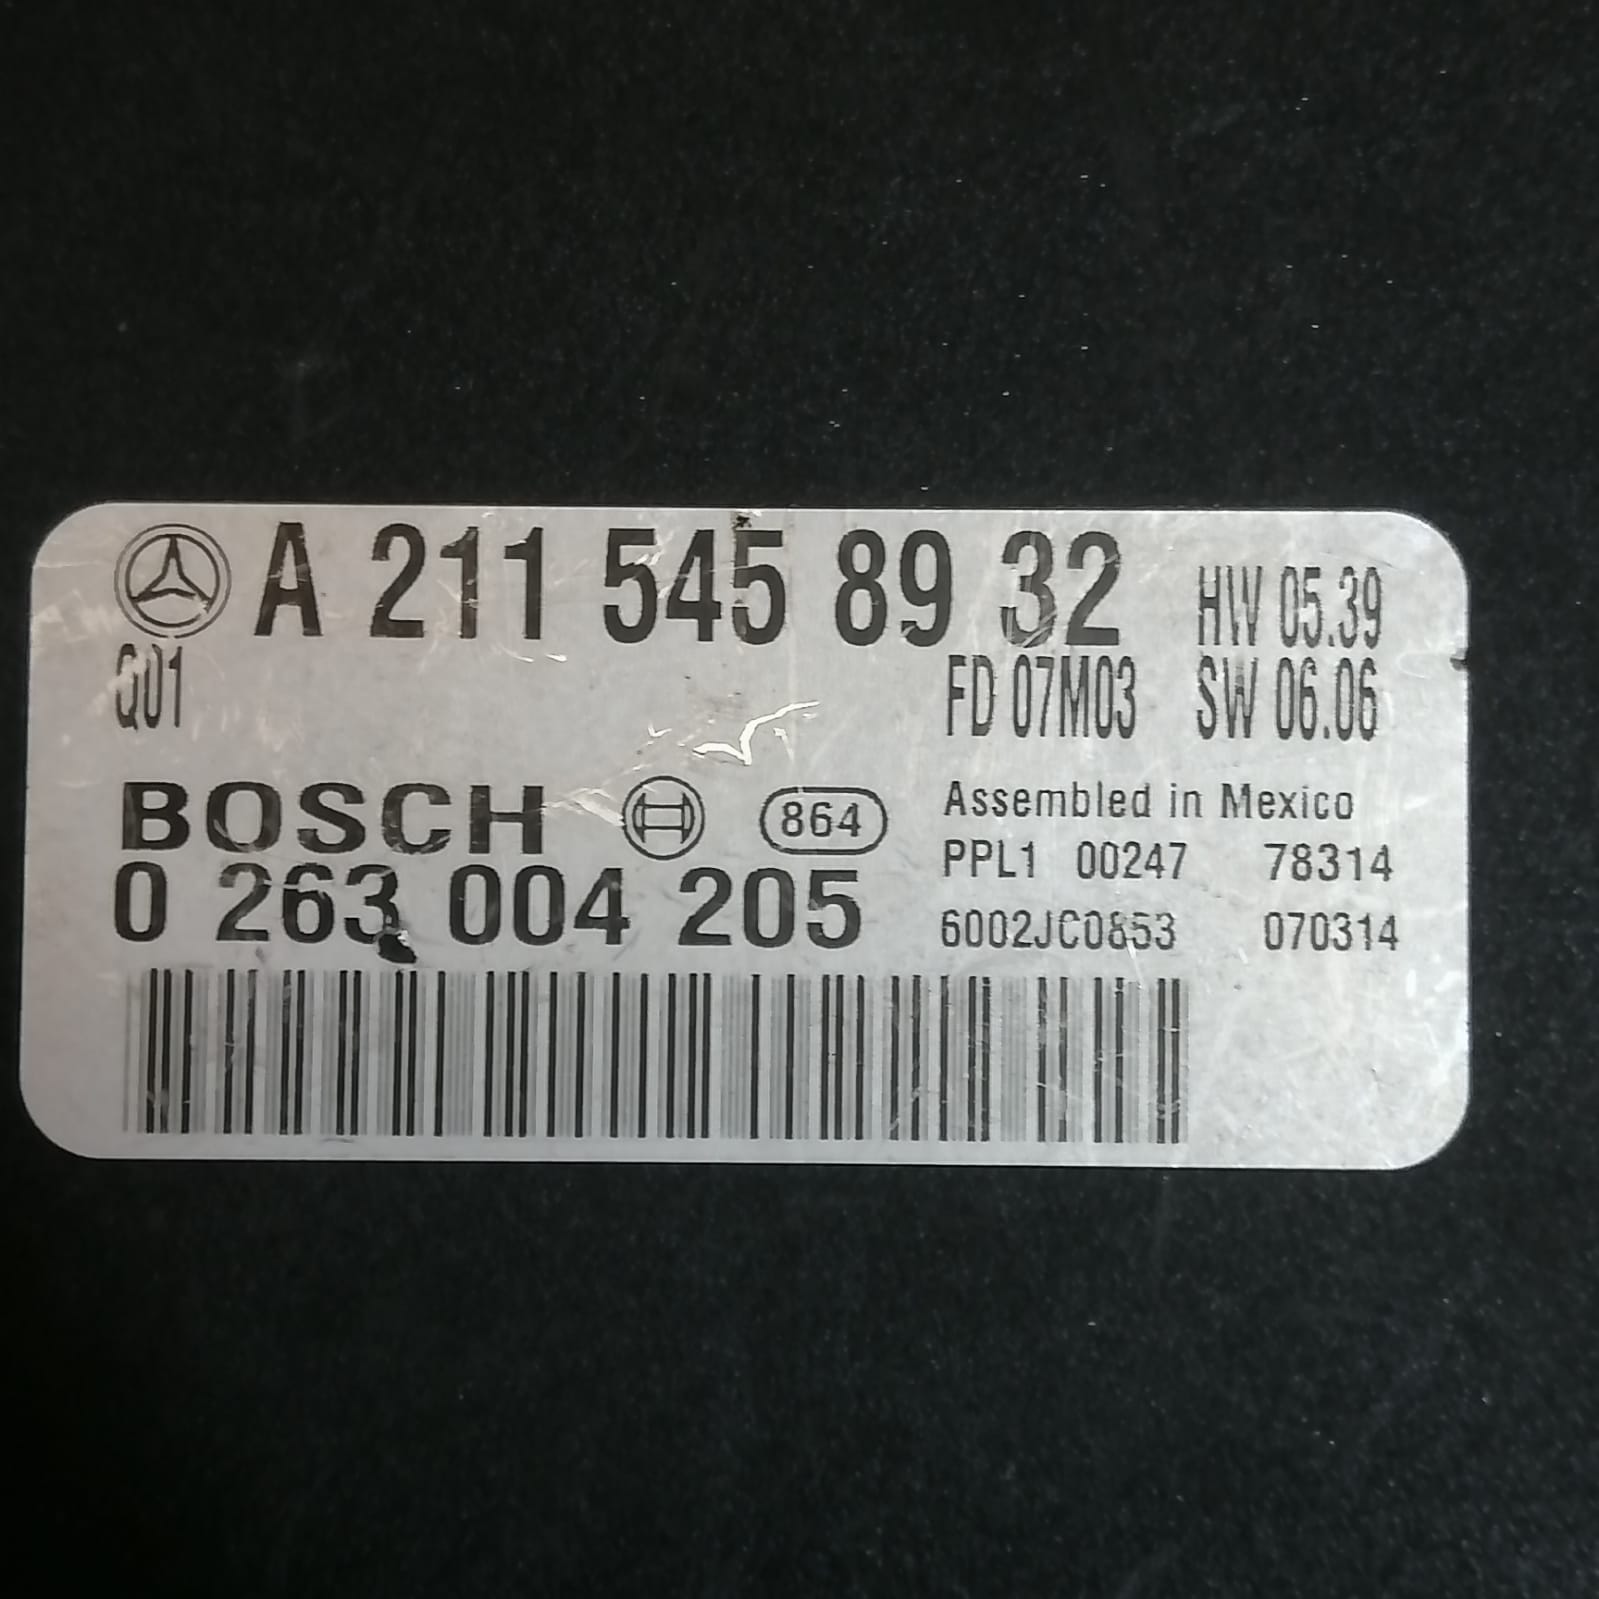 A 211 545 89 32 HW 05.39
Q01 FD 07M03 SW 06.06
BOSCH 864 Assembled in Mexico
0 263 004 205 PPL1 00247 78314
6002JC0853 070314